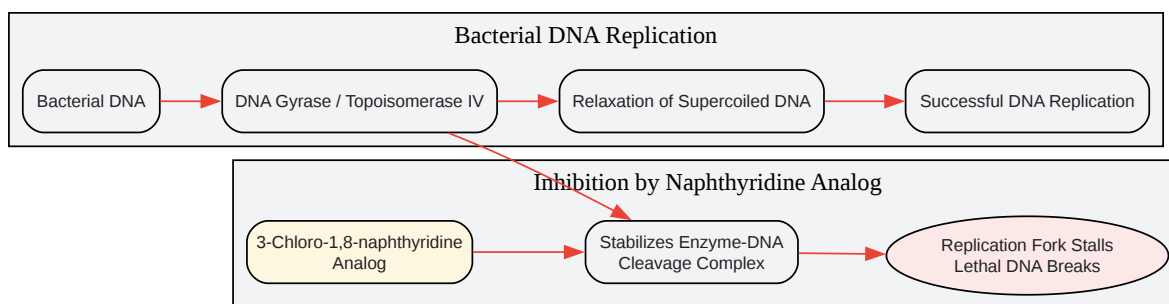 Bacterial DNA Replication
Bacterial DNA
DNA Gyrase / Topoisomerase IV
Relaxation of Supercoiled DNA
Successful DNA Replication
Inhibition by Naphthyridine Analog
3-Chloro-1,8-naphthyridine
Analog
Stabilizes Enzyme-DNA
Cleavage Complex
Replication Fork Stalls
Lethal DNA Breaks